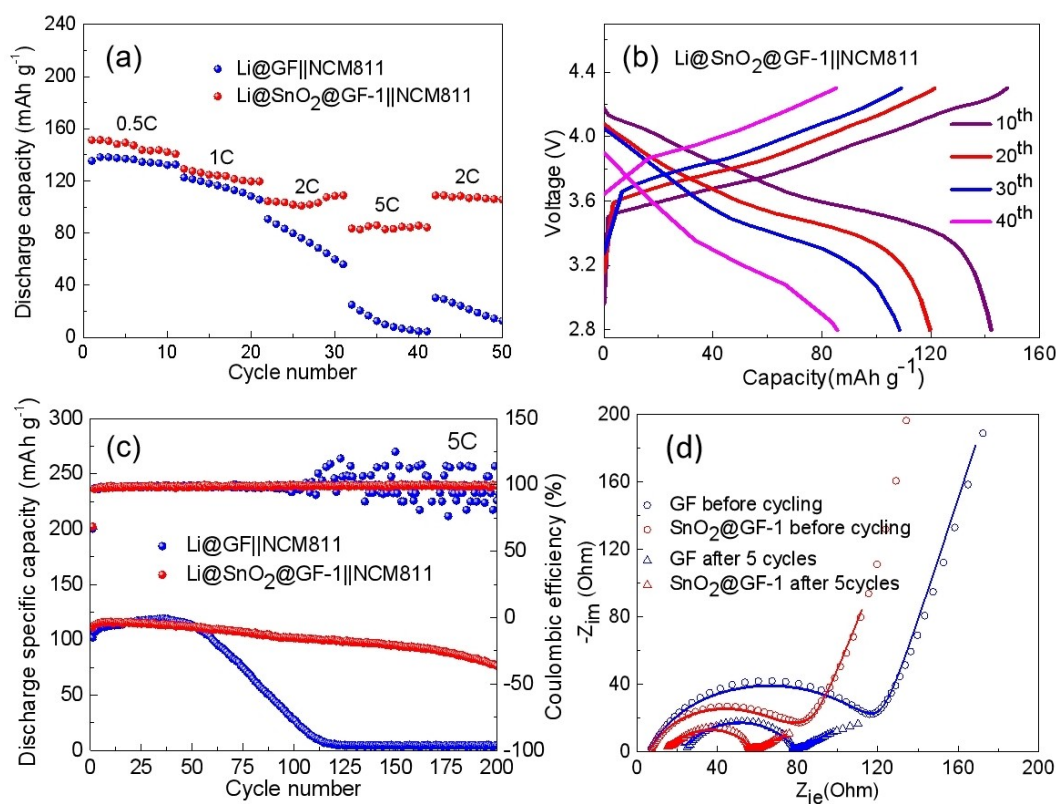 (a)
Discharge capacity (mAh g⁻¹)
240
200
160
120
80
40
0
Li@GF||NCM811
Li@SnO₂@GF-1||NCM811
0.5C
1C
2C
5C
2C
0 10 20 30 40 50
Cycle number
(b)
Li@SnO₂@GF-1||NCM811
Voltage (V)
4.4
4.0
3.6
3.2
2.8
10th
20th
30th
40th
0 40 80 120 160
Capacity(mAh g⁻¹)
(c)
5C
Discharge specific capacity (mAh g⁻¹)
300
250
200
150
100
50
0
Li@GF||NCM811
Li@SnO₂@GF-1||NCM811
150
100
50
0
-50
-100
Coulombic efficiency (%)
0 25 50 75 100 125 150 175 200
Cycle number
(d)
-Zim (Ohm)
200
160
120
80
40
0
GF before cycling
SnO₂@GF-1 before cycling
GF after 5 cycles
SnO₂@GF-1 after 5cycles
0 40 80 120 160 200
Zie(Ohm)